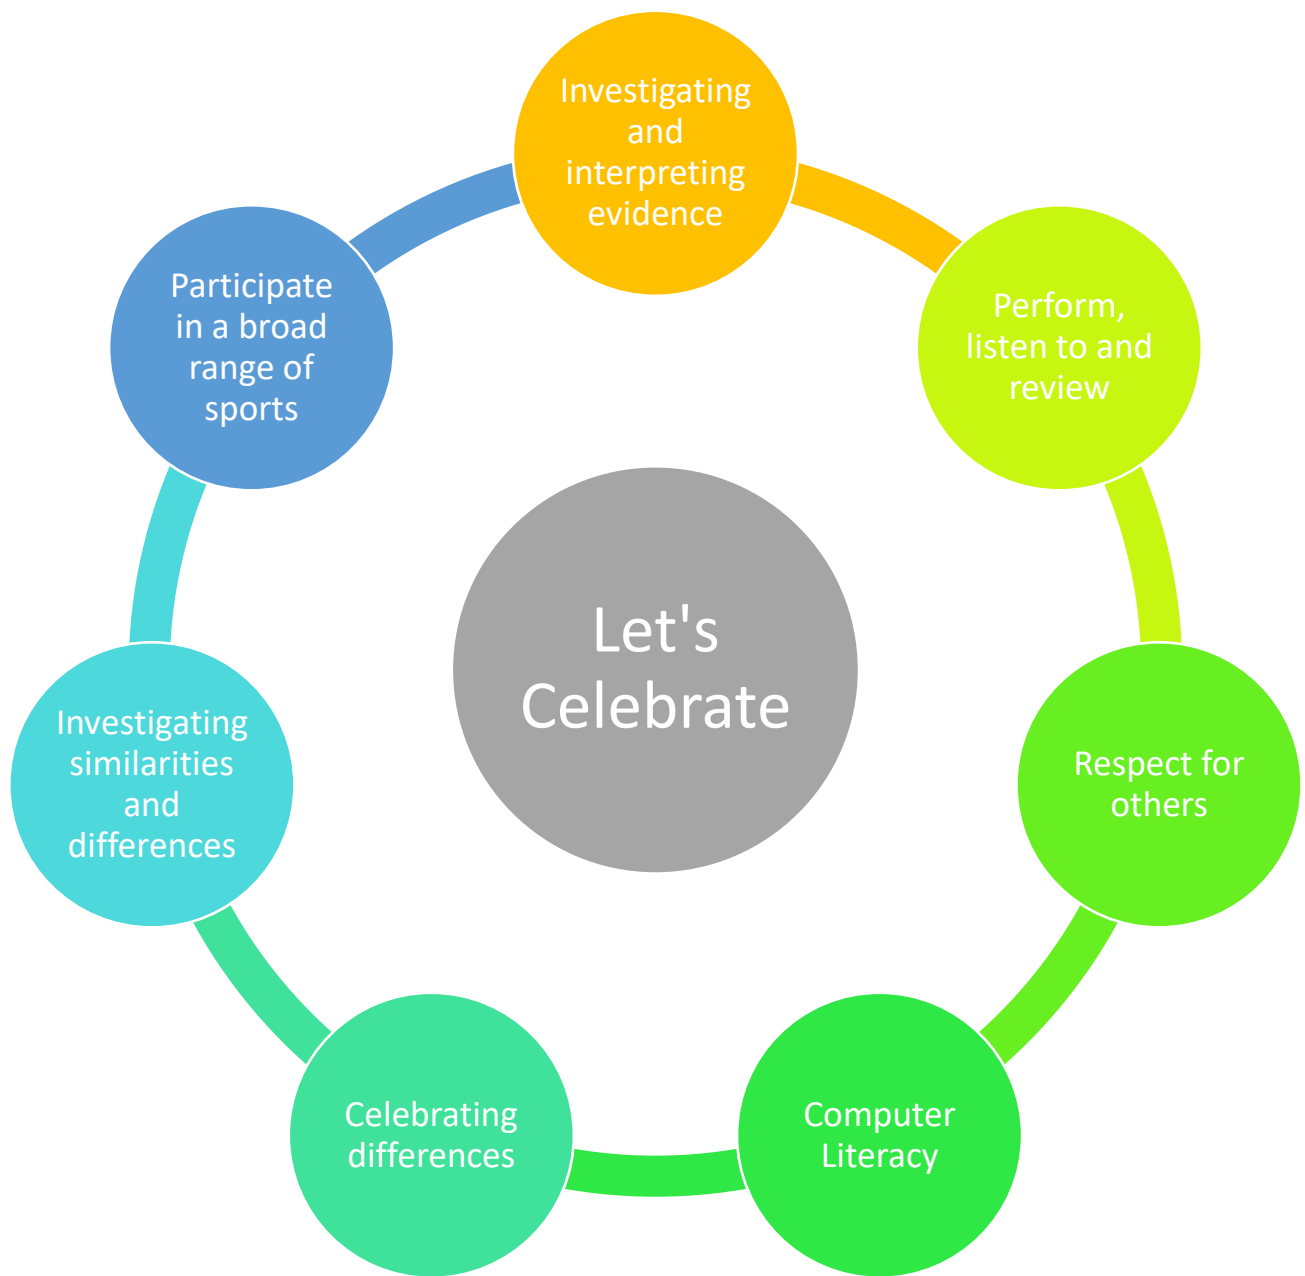 Investigating
and
interpreting
evidence
Perform,
listen to and
review
Respect for
others
Computer
Literacy
Celebrating
differences
Investigating
similarities
and
differences
Participate
in a broad
range of
sports
Let's
Celebrate